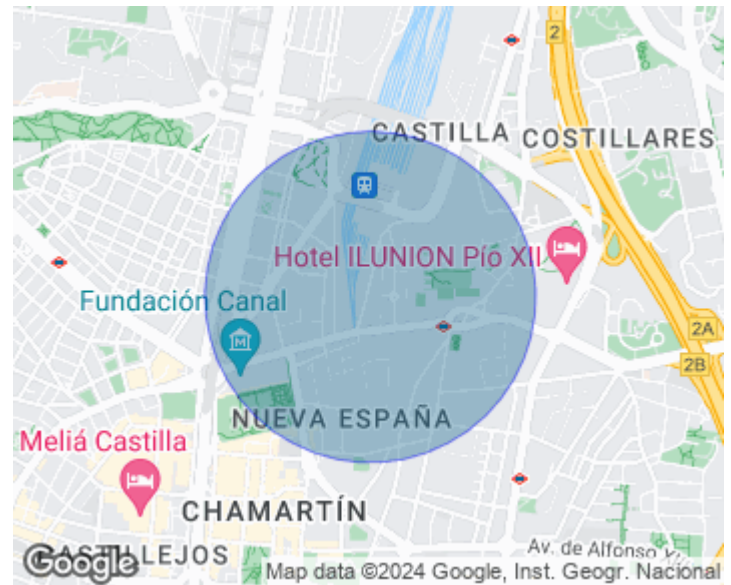 2
CASTILLA
COSTILLARES
Hotel ILUNION Pío XII
Fundación Canal
M
2A
2B
NUEVA ESPAÑA
Meliá Castilla
CHAMARTÍN
CASTILLEJOS
Av. de Alfonso
Google
Map data ©2024 Google, Inst. Geogr. Nacional